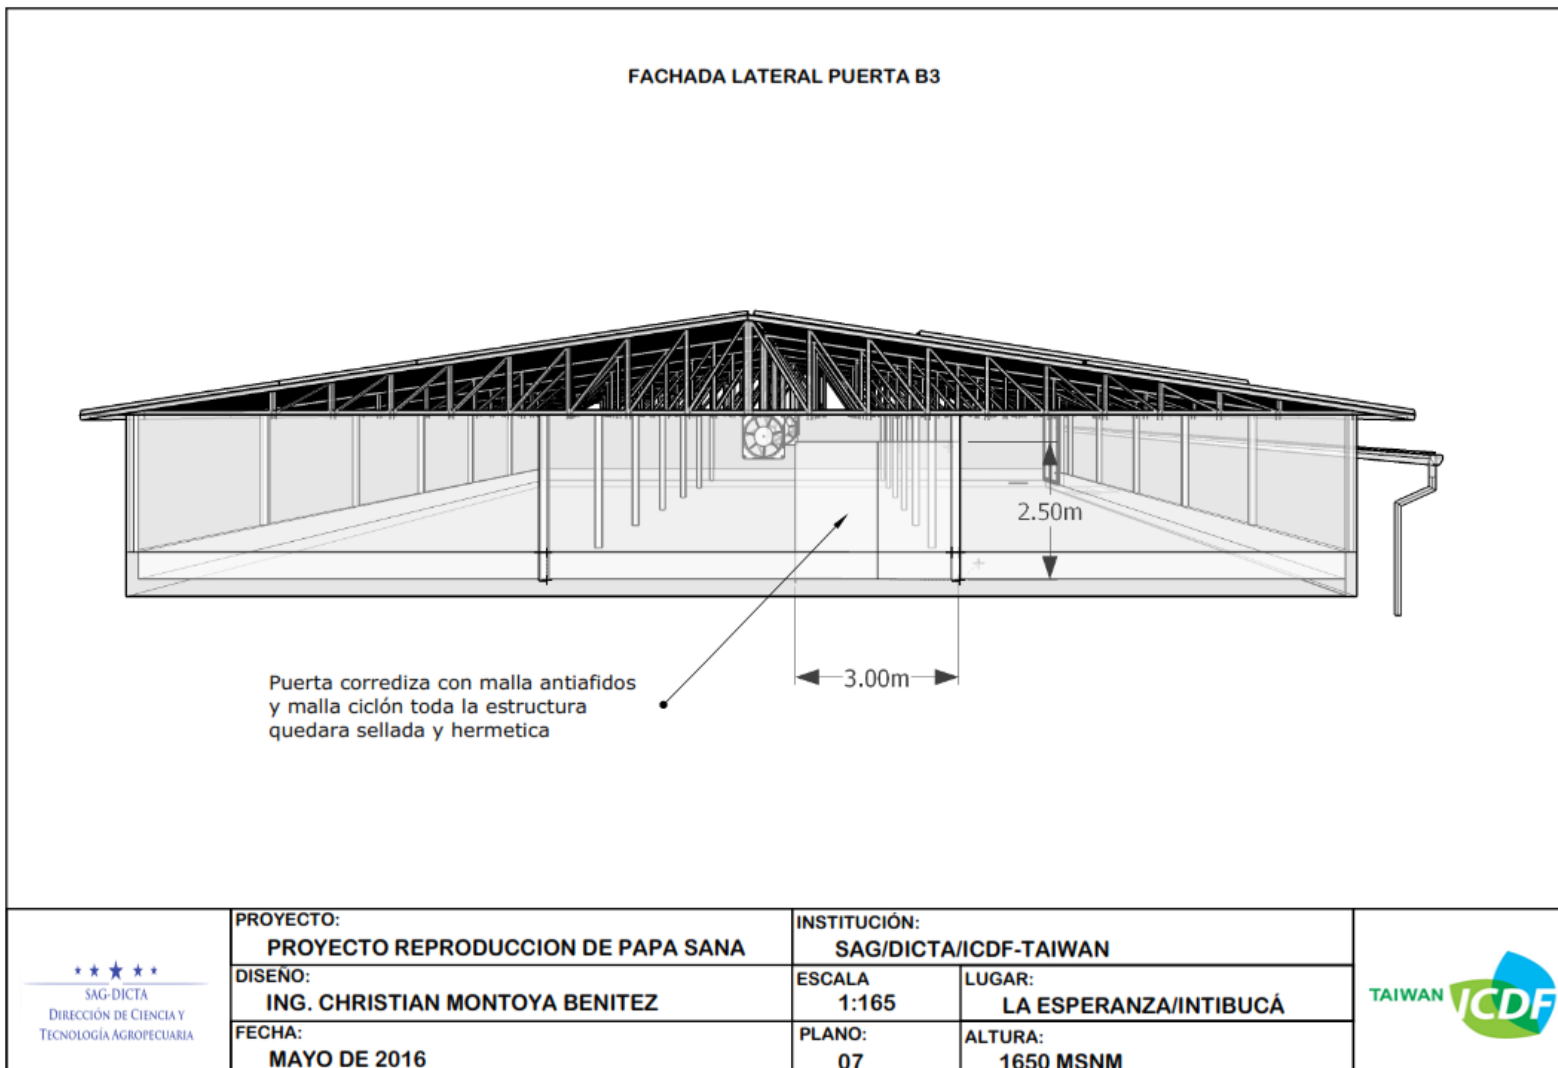 FACHADA LATERAL PUERTA B3
2.50m
3.00m
Puerta corrediza con malla antiafidos
y malla ciclón toda la estructura
quedara sellada y hermetica
SAG-DICTA
DIRECCIÓN DE CIENCIA Y
TECNOLOGÍA AGROPECUARIA
PROYECTO:
PROYECTO REPRODUCCION DE PAPA SANA
INSTITUCIÓN:
SAG/DICTA/ICDF-TAIWAN
DISEÑO:
ING. CHRISTIAN MONTOYA BENITEZ
ESCALA
1:165
LUGAR:
LA ESPERANZA/INTIBUCÁ
FECHA:
MAYO DE 2016
PLANO:
07
ALTURA:
1650 MSNM
TAIWAN ICDF